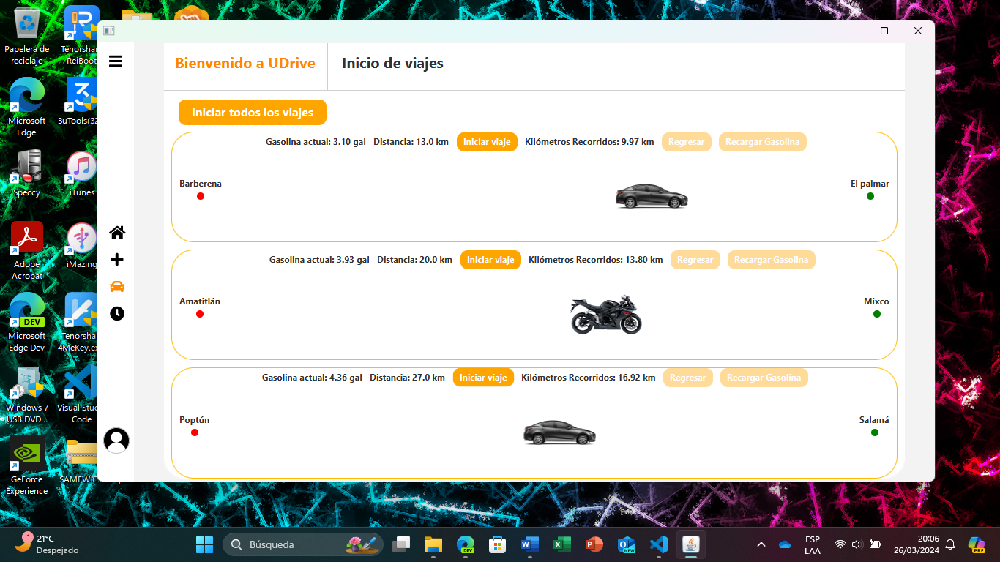 Papelera de
reciclaje
Tenorshar
ReiBoot
Microsoft
Edge
3uTools(32
Speccy
iTunes
Adobe
Acrobat
iMazing
DEV
Microsoft
Edge Dev
Tenorshar
4MeKey.ex
Windows 7
USB DVD...
Visual Stud
Code
GeForce
Experience
SAMFW.C...
Bienvenido a UDrive
Inicio de viajes
Iniciar todos los viajes
Gasolina actual: 3.10 gal Distancia: 13.0 km Iniciar viaje Kilómetros Recorridos: 9.97 km Regresar Recargar Gasolina
Barberena
El palmar
Gasolina actual: 3.93 gal Distancia: 20.0 km Iniciar viaje Kilómetros Recorridos: 13.80 km Regresar Recargar Gasolina
Amatitlán
Mixco
Gasolina actual: 4.36 gal Distancia: 27.0 km Iniciar viaje Kilómetros Recorridos: 16.92 km Regresar Recargar Gasolina
Poptún
Salamá
1
21°C
Despejado
Búsqueda
DEV
W
X
P
NEW
ESP
LAA
20:06
26/03/2024
PRE